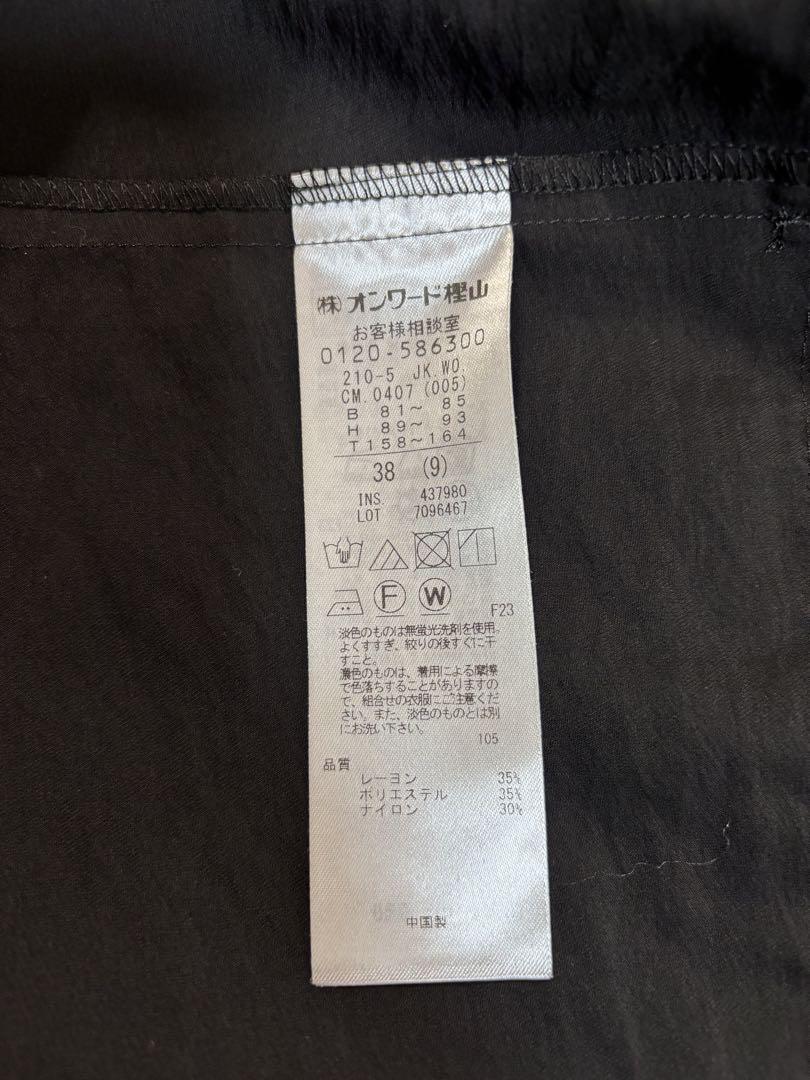 (株)オンワード樫山
お客様相談室
0120-586300
210-5 JK.WO.
CM.0407 (005)
B 81～ 85
H 89～ 93
T158～164
38 (9)
INS 437980
LOT 7096467
F W
F23
淡色のものは無蛍光洗剤を使用。
よくすすぎ、絞りの後すぐに干
すこと。
濃色のものは、着用による摩擦
で色落ちすることがありますの
で、組合せの衣服にご注意くだ
さい。また、淡色のものとは別
にお洗い下さい。
105
品質
レーヨン 35%
ポリエステル 35%
ナイロン 30%
中国製